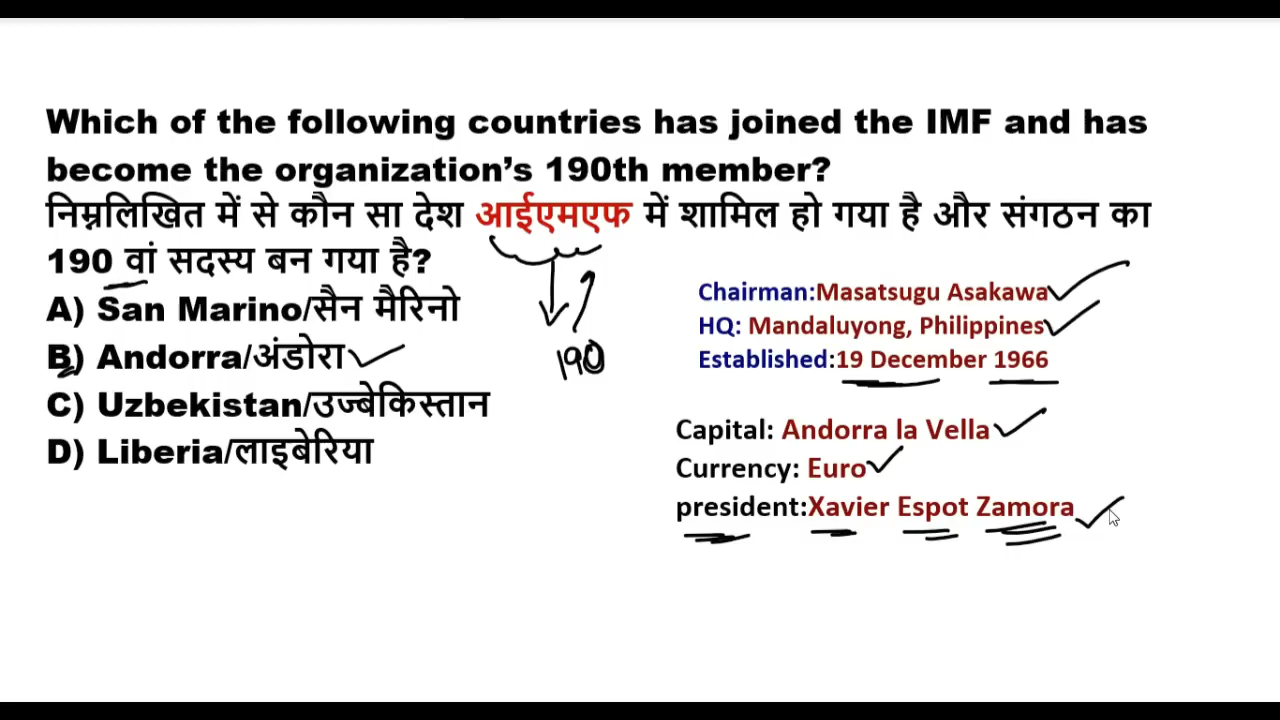 Which of the following countries has joined the IMF and has
become the organization’s 190th member?
निम्नलिखित में से कौन सा देश आईएमएफ में शामिल हो गया है और संगठन का
190 वां सदस्य बन गया है?
A) San Marino/सैन मैरिनो
B) Andorra/अंडोरा
C) Uzbekistan/उज्बेकिस्तान
D) Liberia/लाइबेरिया
190
Chairman:Masatsugu Asakawa
HQ: Mandaluyong, Philippines
Established:19 December 1966
Capital: Andorra la Vella
Currency: Euro
president:Xavier Espot Zamora